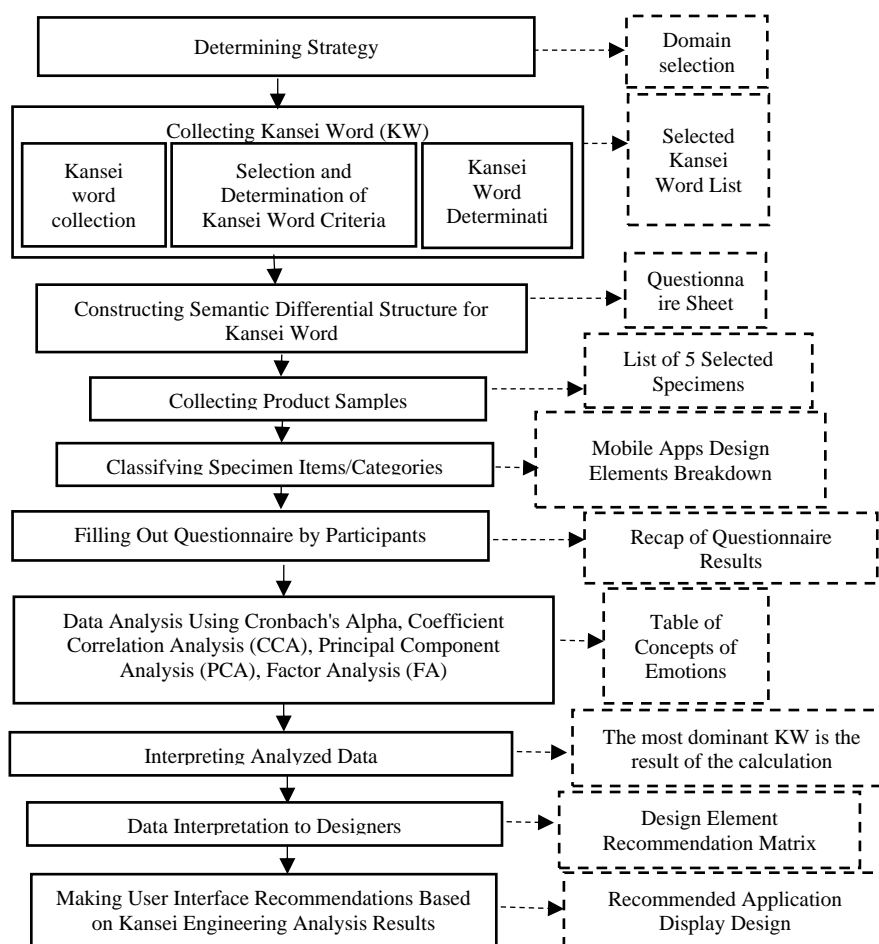 Determining Strategy
Domain
selection
Collecting Kansei Word (KW)
Kansei
word
collection
Selection and
Determination of
Kansei Word Criteria
Kansei
Word
Determinati
Selected
Kansei
Word List
Constructing Semantic Differential Structure for
Kansei Word
Questionna
ire Sheet
Collecting Product Samples
List of 5 Selected
Specimens
Classifying Specimen Items/Categories
Mobile Apps Design
Elements Breakdown
Filling Out Questionnaire by Participants
Recap of Questionnaire
Results
Data Analysis Using Cronbach's Alpha, Coefficient
Correlation Analysis (CCA), Principal Component
Analysis (PCA), Factor Analysis (FA)
Table of
Concepts of
Emotions
Interpreting Analyzed Data
The most dominant KW is the
result of the calculation
Data Interpretation to Designers
Design Element
Recommendation Matrix
Making User Interface Recommendations Based
on Kansei Engineering Analysis Results
Recommended Application
Display Design